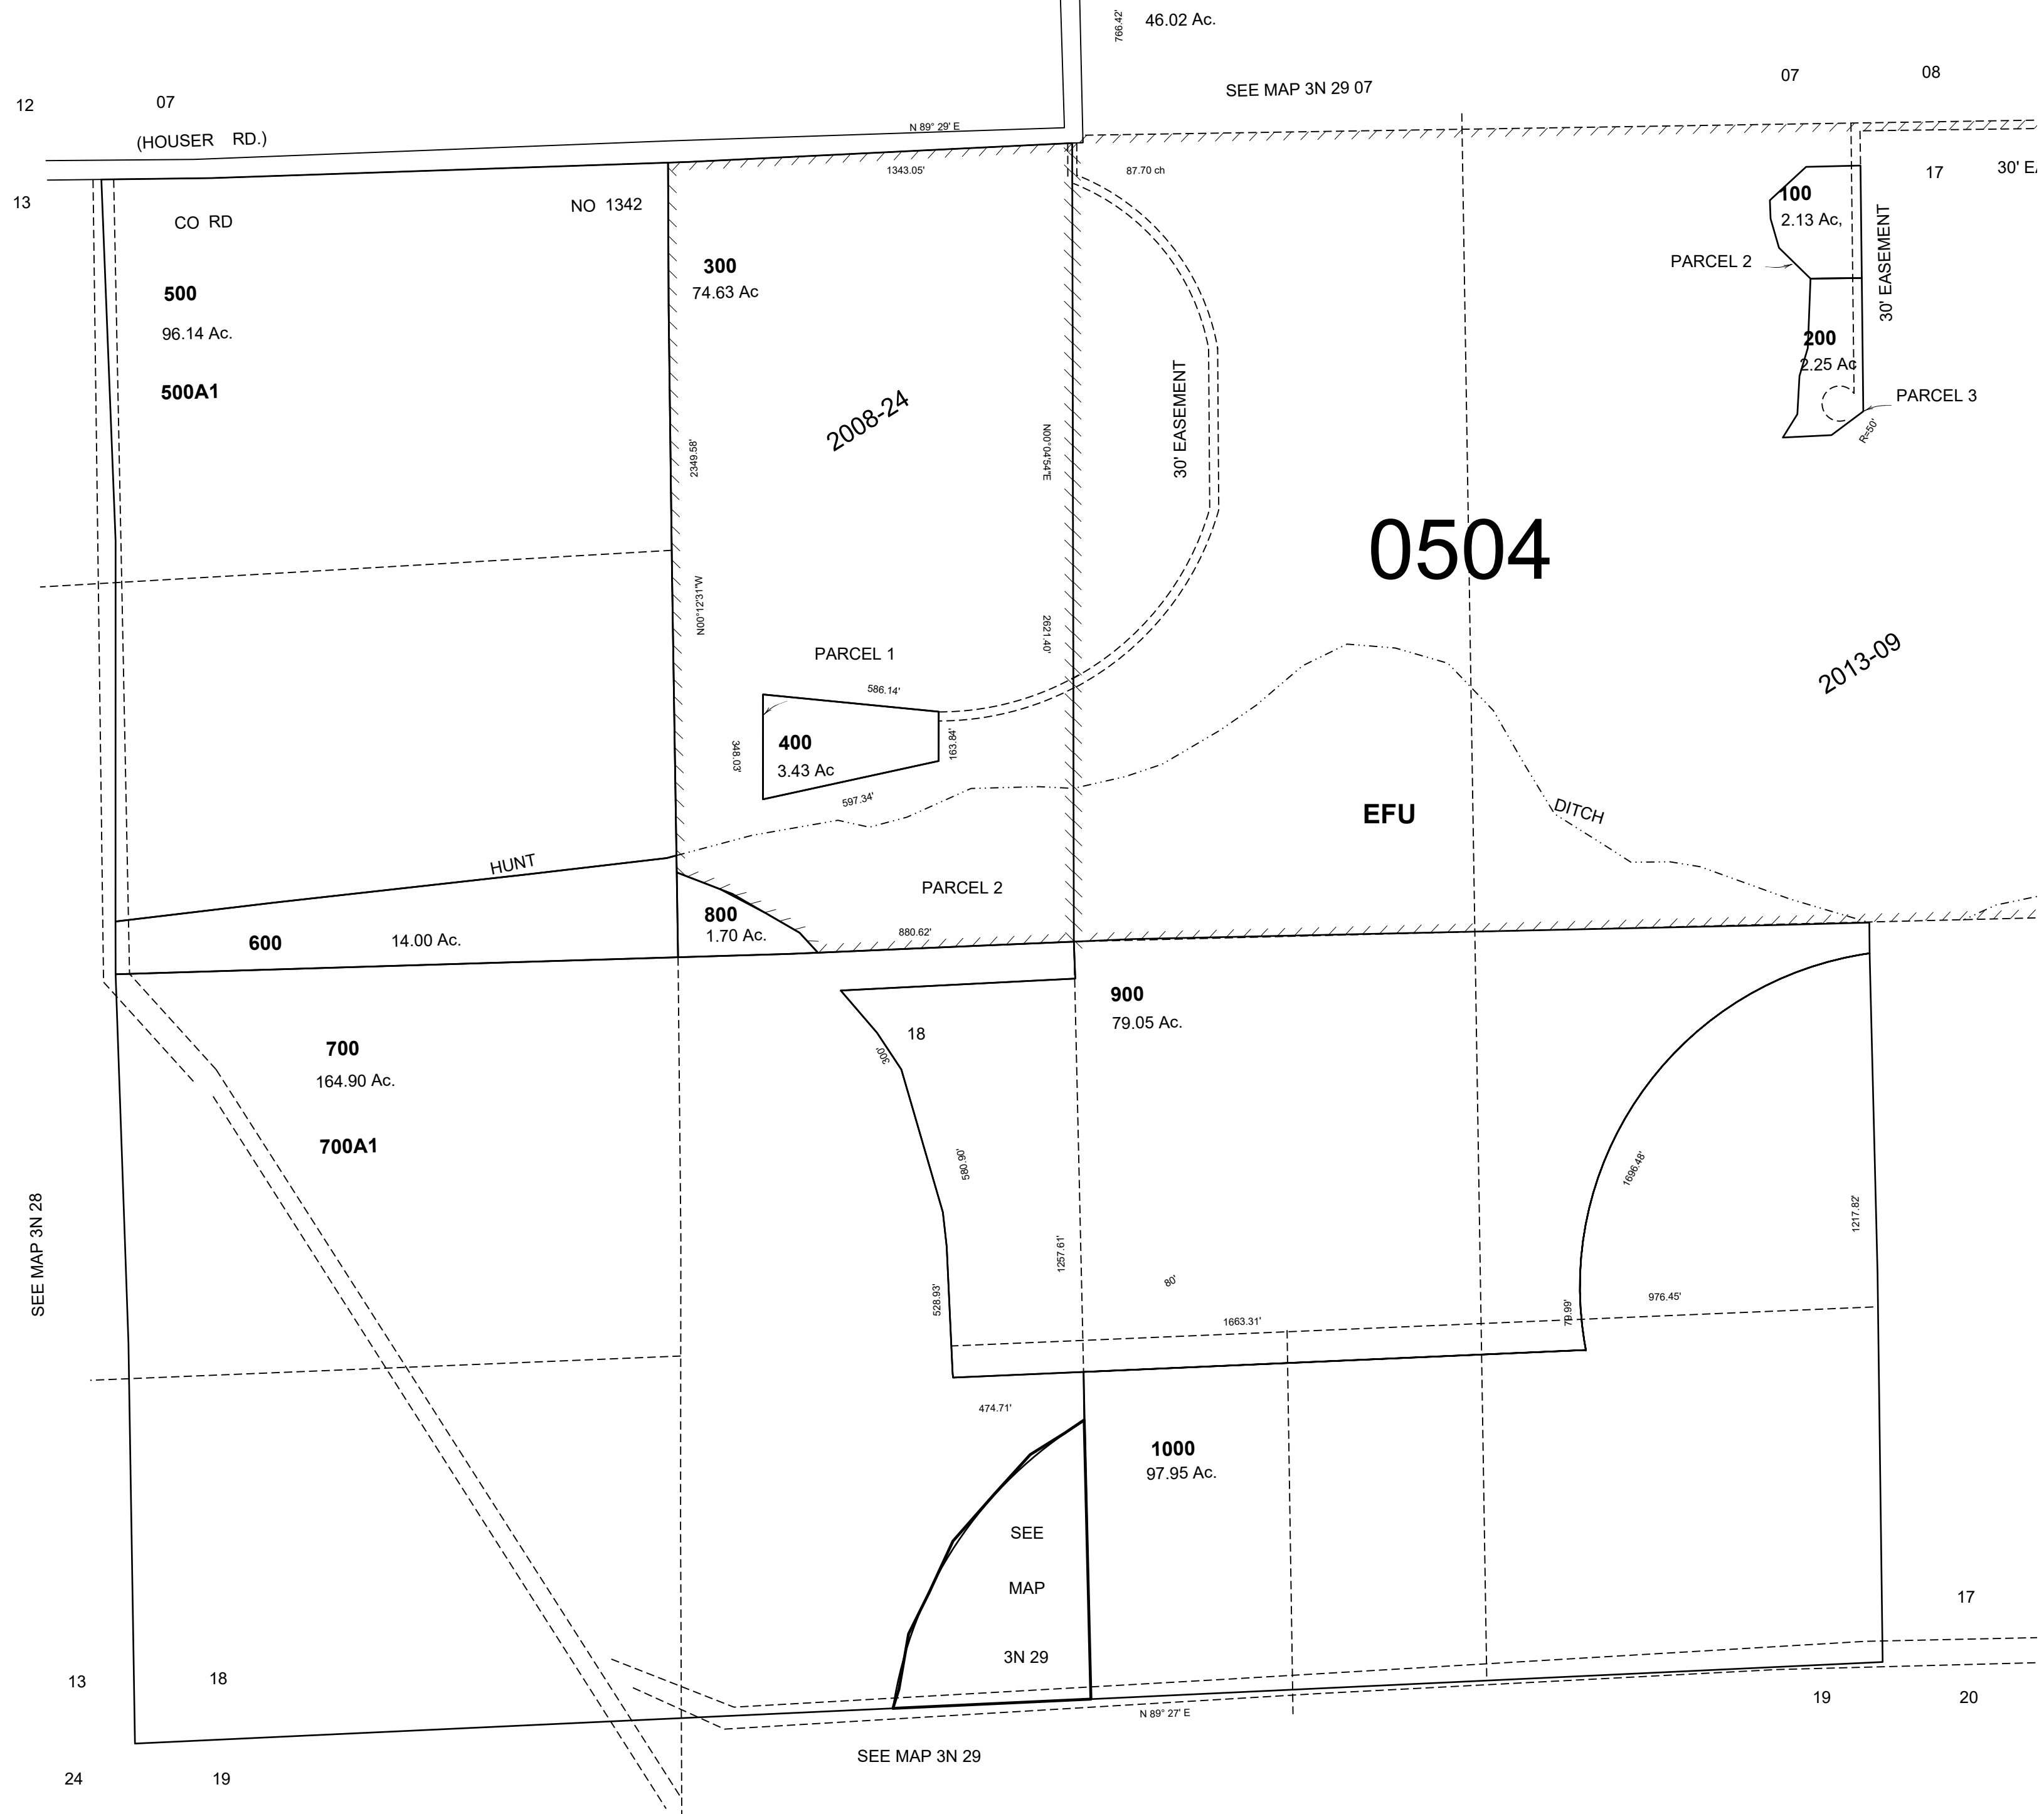 766.42'
46.02 Ac.
SEE MAP 3N 29 07
07
08
12
07
(HOUSER RD.)
N 89° 29' E
1343.05'
87.70 ch
17
30' E
13
CO RD
NO 1342
100
2.13 Ac,
PARCEL 2
30' EASEMENT
500
96.14 Ac.
500A1
300
74.63 Ac
200
2.25 Ac
PARCEL 3
R=50'
2008-24
2349.58'
N00°04'54"E
30' EASEMENT
0504
N00°12'31"W
2621.40'
2013-09
PARCEL 1
586.14'
400
3.43 Ac
348.03'
163.84'
597.34'
EFU
DITCH
HUNT
PARCEL 2
800
1.70 Ac.
880.62'
600
14.00 Ac.
900
79.05 Ac.
18
300'
700
164.90 Ac.
700A1
580.90'
1696.48'
1217.82'
SEE MAP 3N 28
1257.61'
528.93'
80'
1663.31'
79.99'
976.45'
474.71'
1000
97.95 Ac.
SEE
MAP
3N 29
17
13
18
19
20
N 89° 27' E
SEE MAP 3N 29
24
19